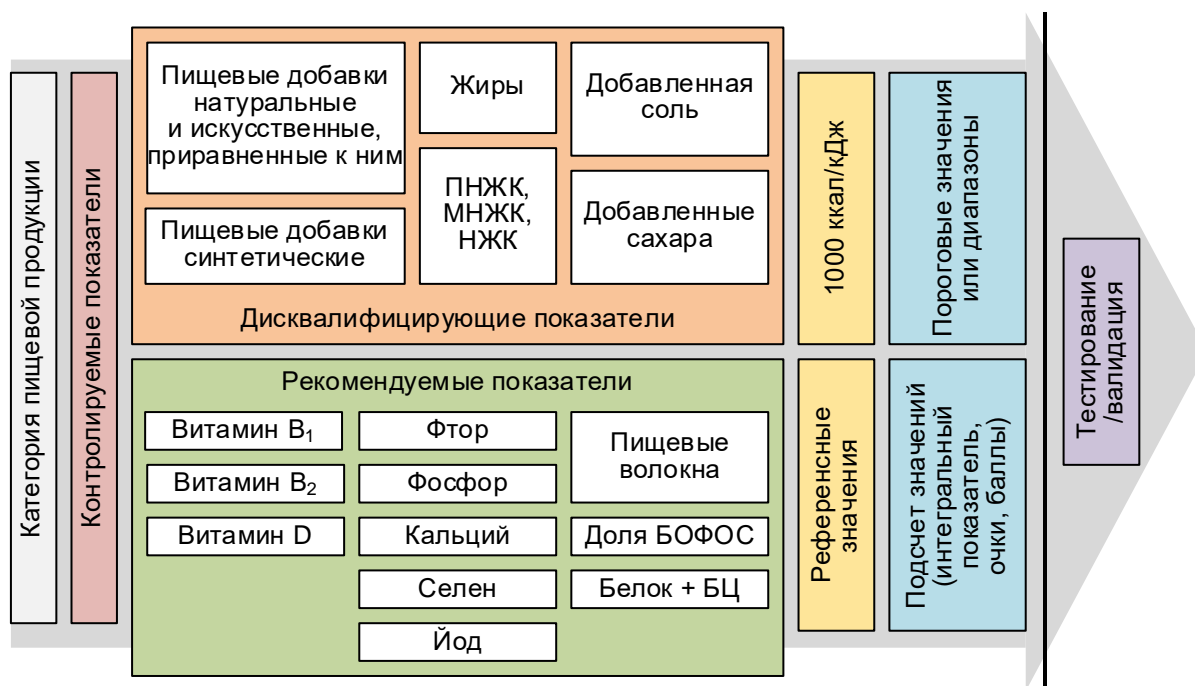 Категория пищевой продукции
Контролируемые показатели
Пищевые добавки
натуральные
и искусственные,
приравненные к ним
Пищевые добавки
синтетические
Жиры
ПНЖК,
МНЖК,
НЖК
Добавленная
соль
Добавленные
сахара
Дисквалифицирующие показатели
Рекомендуемые показатели
Витамин B₁
Витамин B₂
Витамин D
Фтор
Фосфор
Кальций
Селен
Йод
Пищевые
волокна
Доля БОФОС
Белок + БЦ
1000 ккал/кДж
Референсные
значения
Пороговые значения
или диапазоны
Подсчет значений
(интегральный
показатель,
очки, баллы)
Тестирование
/валидация